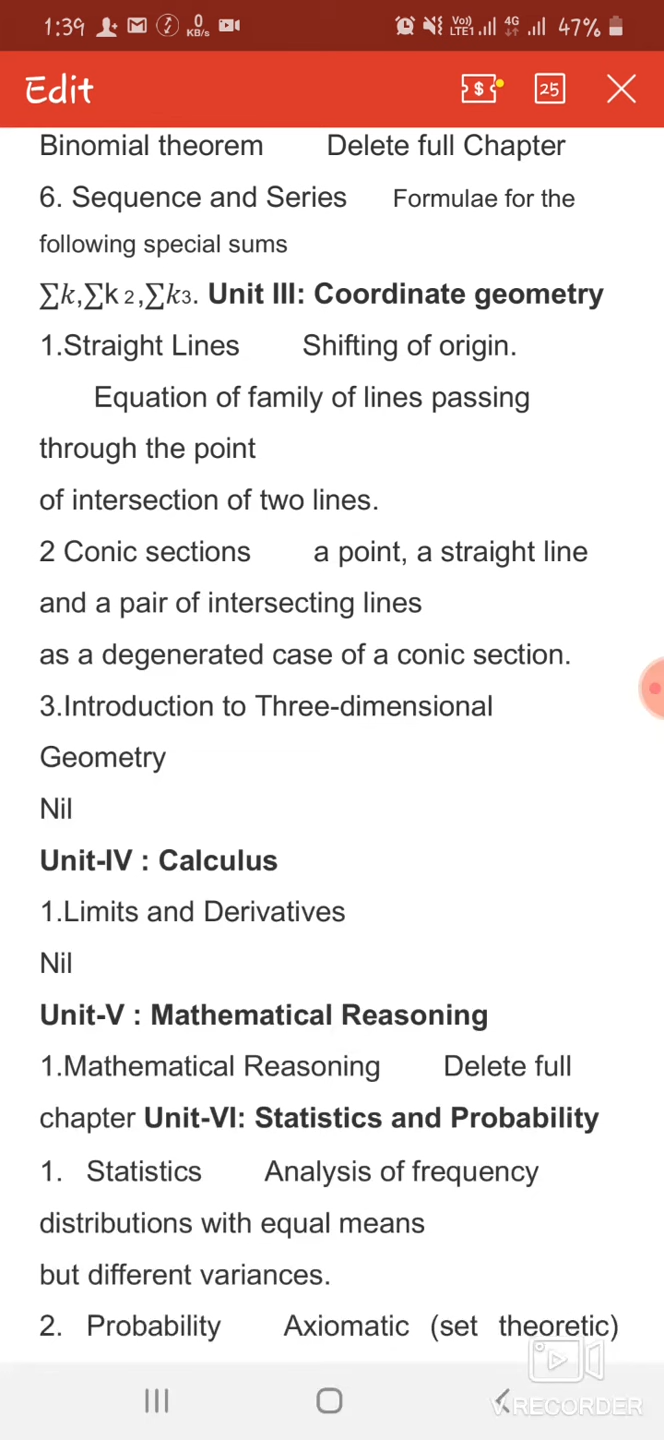 1:39 0 KB/s Vo)) LTE1 4G 47%
Edit $ 25
Binomial theorem Delete full Chapter
6. Sequence and Series Formulae for the
following special sums
∑k,∑k 2 ,∑k3. Unit III: Coordinate geometry
1.Straight Lines Shifting of origin.
Equation of family of lines passing
through the point
of intersection of two lines.
2 Conic sections a point, a straight line
and a pair of intersecting lines
as a degenerated case of a conic section.
3.Introduction to Three-dimensional
Geometry
Nil
Unit-IV : Calculus
1.Limits and Derivatives
Nil
Unit-V : Mathematical Reasoning
1.Mathematical Reasoning Delete full
chapter Unit-VI: Statistics and Probability
1. Statistics Analysis of frequency
distributions with equal means
but different variances.
2. Probability Axiomatic (set theoretic)
V.RECORDER